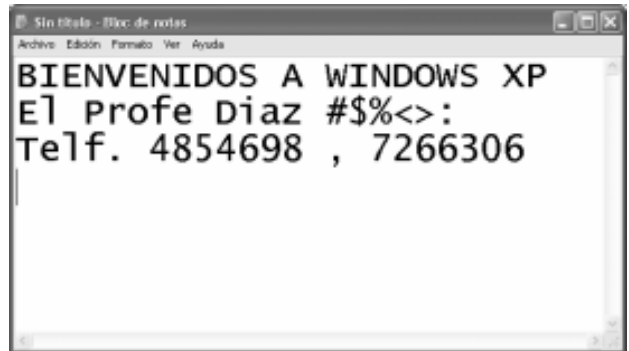 Sin título - Bloc de notas
Archivo Edición Formato Ver Ayuda
BIENVENIDOS A WINDOWS XP
El Profe Diaz #$%<>:
Telf. 4854698 , 7266306